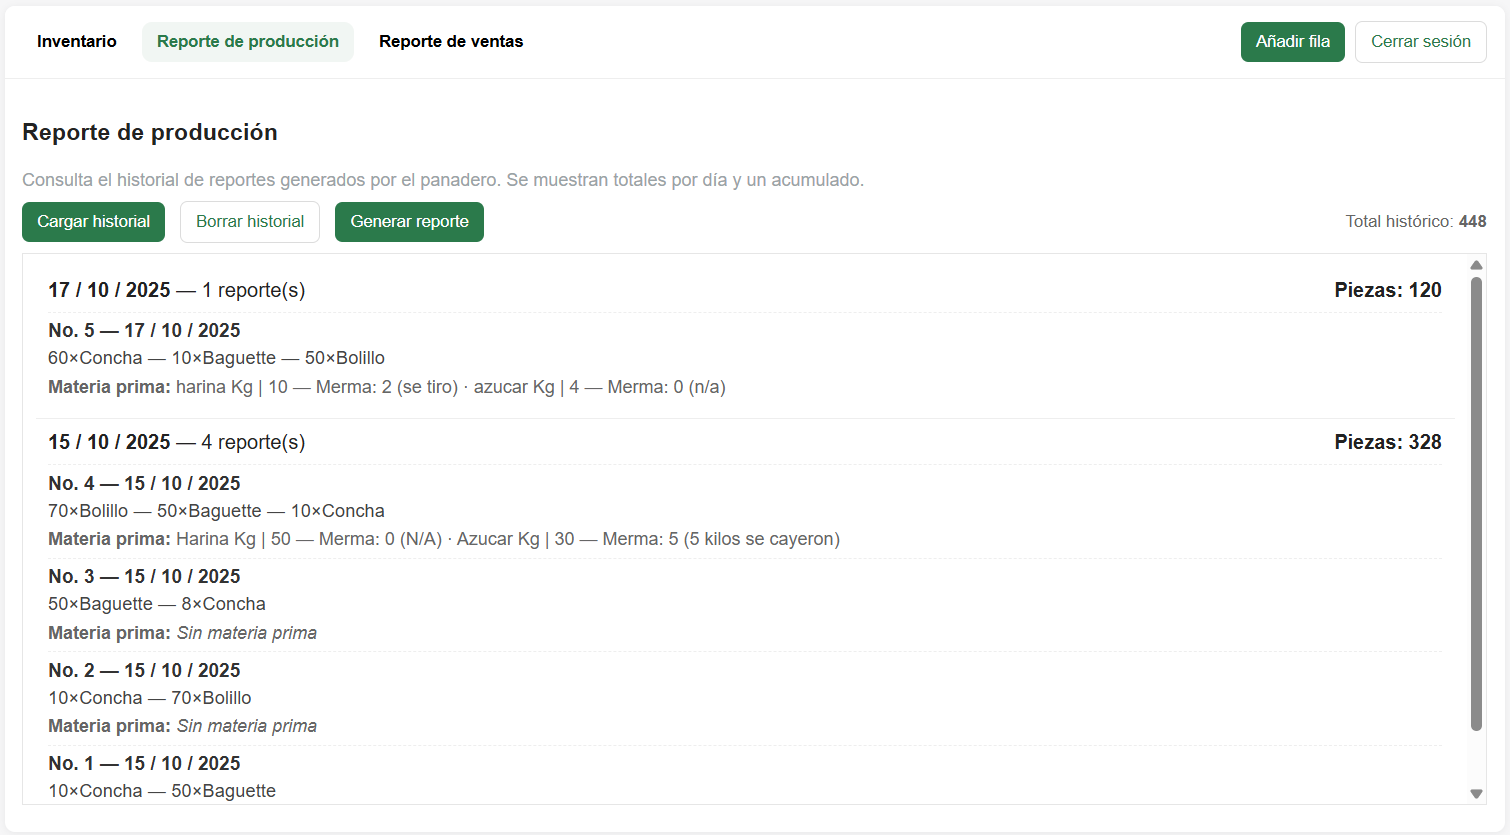 Inventario
Reporte de producción
Reporte de ventas
Añadir fila
Cerrar sesión
Reporte de producción
Consulta el historial de reportes generados por el panadero. Se muestran totales por día y un acumulado.
Cargar historial
Borrar historial
Generar reporte
Total histórico: 448
17 / 10 / 2025 — 1 reporte(s)
Piezas: 120
No. 5 — 17 / 10 / 2025
60×Concha — 10×Baguette — 50×Bolillo
Materia prima: harina Kg | 10 — Merma: 2 (se tiro) · azucar Kg | 4 — Merma: 0 (n/a)
15 / 10 / 2025 — 4 reporte(s)
Piezas: 328
No. 4 — 15 / 10 / 2025
70×Bolillo — 50×Baguette — 10×Concha
Materia prima: Harina Kg | 50 — Merma: 0 (N/A) · Azucar Kg | 30 — Merma: 5 (5 kilos se cayeron)
No. 3 — 15 / 10 / 2025
50×Baguette — 8×Concha
Materia prima: Sin materia prima
No. 2 — 15 / 10 / 2025
10×Concha — 70×Bolillo
Materia prima: Sin materia prima
No. 1 — 15 / 10 / 2025
10×Concha — 50×Baguette